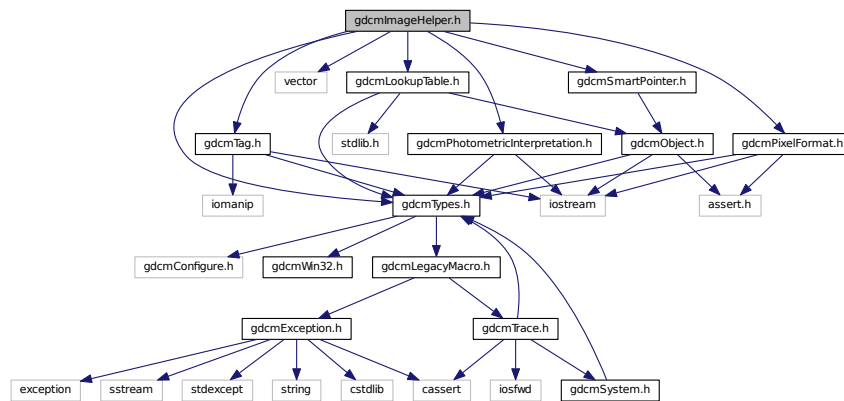 gdcmImageHelper.h
vector
gdcmLookupTable.h
gdcmSmartPointer.h
gdcmTag.h
stdlib.h
gdcmPhotometricInterpretation.h
gdcmObject.h
gdcmPixelFormat.h
iomanip
gdcmTypes.h
iostream
assert.h
gdcmConfigure.h
gdcmWin32.h
gdcmLegacyMacro.h
gdcmException.h
gdcmTrace.h
exception
sstream
stdexcept
string
cstdlib
cassert
iosfwd
gdcmSystem.h